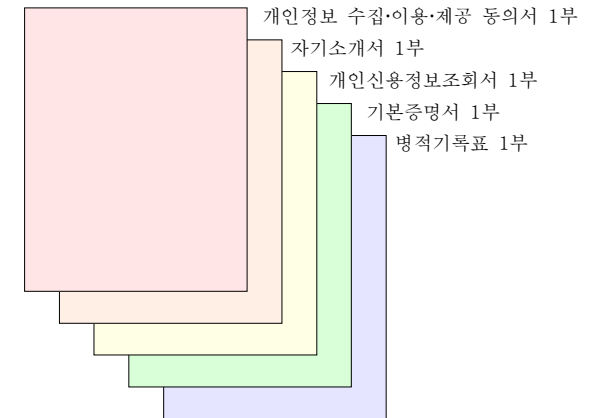 개인정보 수집·이용·제공 동의서 1부
자기소개서 1부
개인신용정보조회서 1부
기본증명서 1부
병적기록표 1부